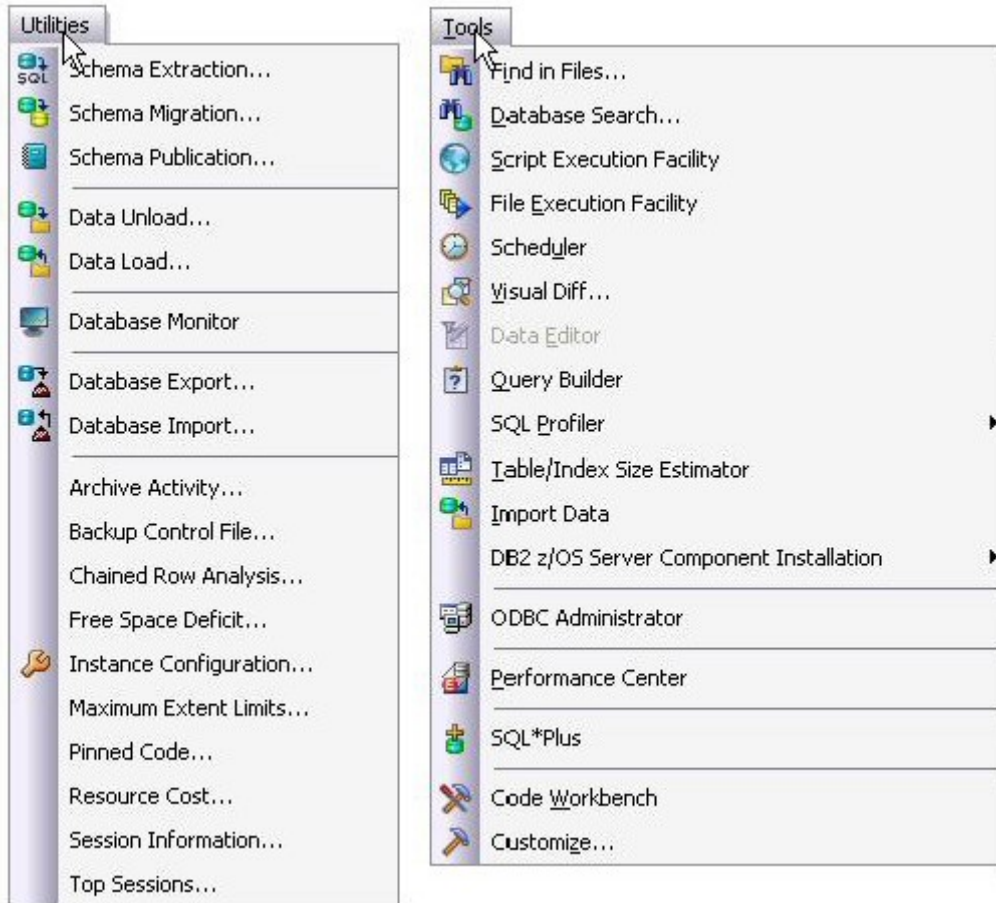 Utilities
SQL
Schema Extraction...
Schema Migration...
Schema Publication...
Data Unload...
Data Load...
Database Monitor
Database Export...
Database Import...
Archive Activity...
Backup Control File...
Chained Row Analysis...
Free Space Deficit...
Instance Configuration...
Maximum Extent Limits...
Pinned Code...
Resource Cost...
Session Information...
Top Sessions...
Tools
Find in Files...
Database Search...
Script Execution Facility
File Execution Facility
Scheduler
Visual Diff...
Data Editor
? Query Builder
SQL Profiler
Table/Index Size Estimator
Import Data
DB2 z/OS Server Component Installation
ODBC Administrator
Performance Center
SQL*Plus
Code Workbench
Customize...